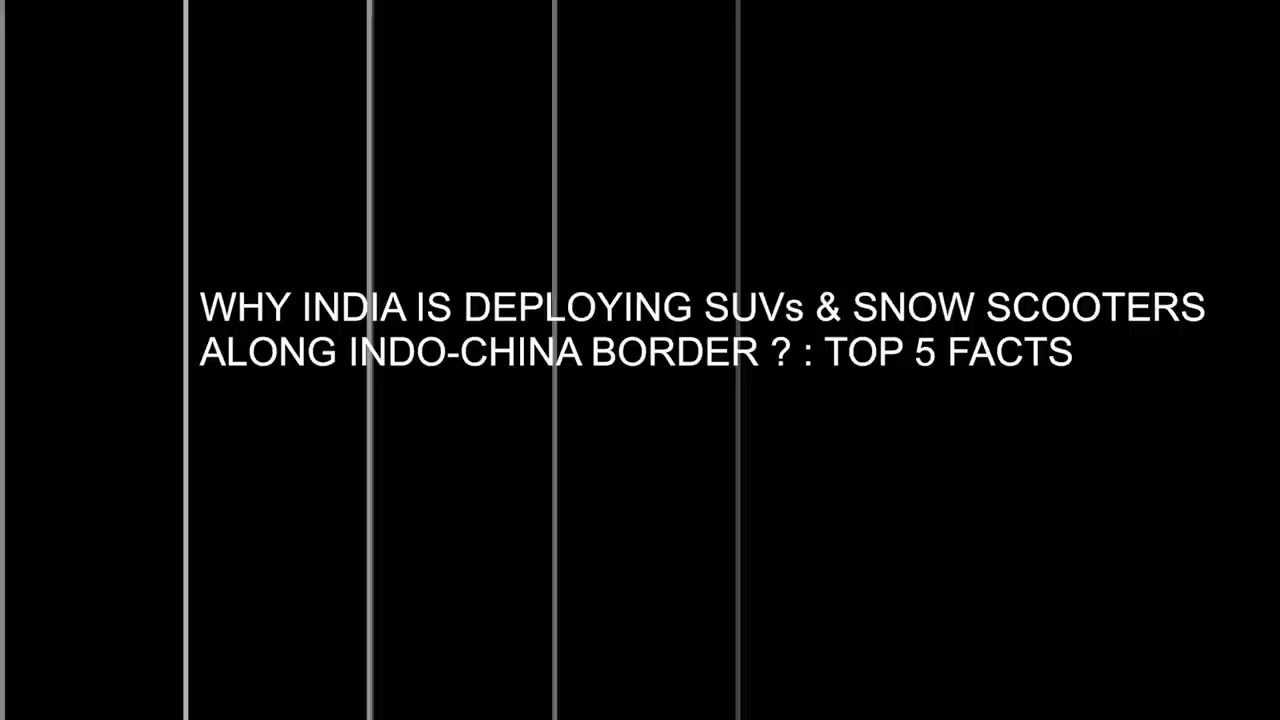 WHY INDIA IS DEPLOYING SUVs & SNOW SCOOTERS
ALONG INDO-CHINA BORDER ? : TOP 5 FACTS